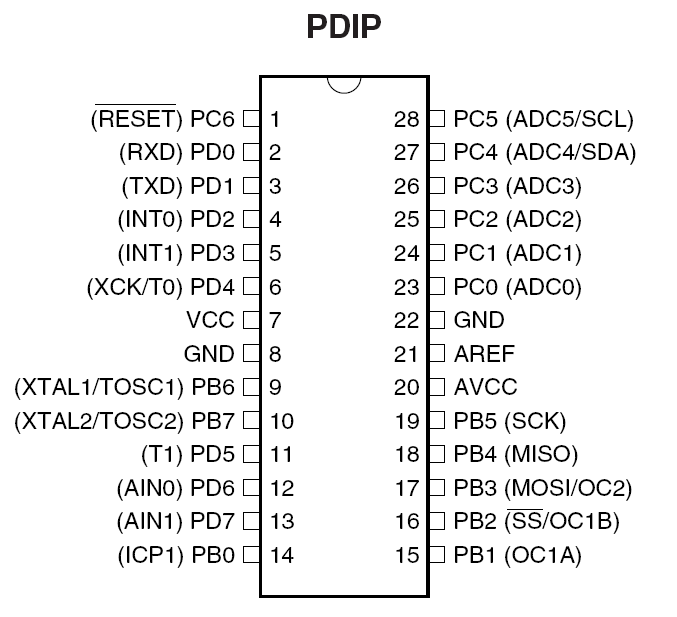 PDIP
(RESET) PC6 1 28 PC5 (ADC5/SCL)
(RXD) PD0 2 27 PC4 (ADC4/SDA)
(TXD) PD1 3 26 PC3 (ADC3)
(INT0) PD2 4 25 PC2 (ADC2)
(INT1) PD3 5 24 PC1 (ADC1)
(XCK/T0) PD4 6 23 PC0 (ADC0)
VCC 7 22 GND
GND 8 21 AREF
(XTAL1/TOSC1) PB6 9 20 AVCC
(XTAL2/TOSC2) PB7 10 19 PB5 (SCK)
(T1) PD5 11 18 PB4 (MISO)
(AIN0) PD6 12 17 PB3 (MOSI/OC2)
(AIN1) PD7 13 16 PB2 (SS/OC1B)
(ICP1) PB0 14 15 PB1 (OC1A)